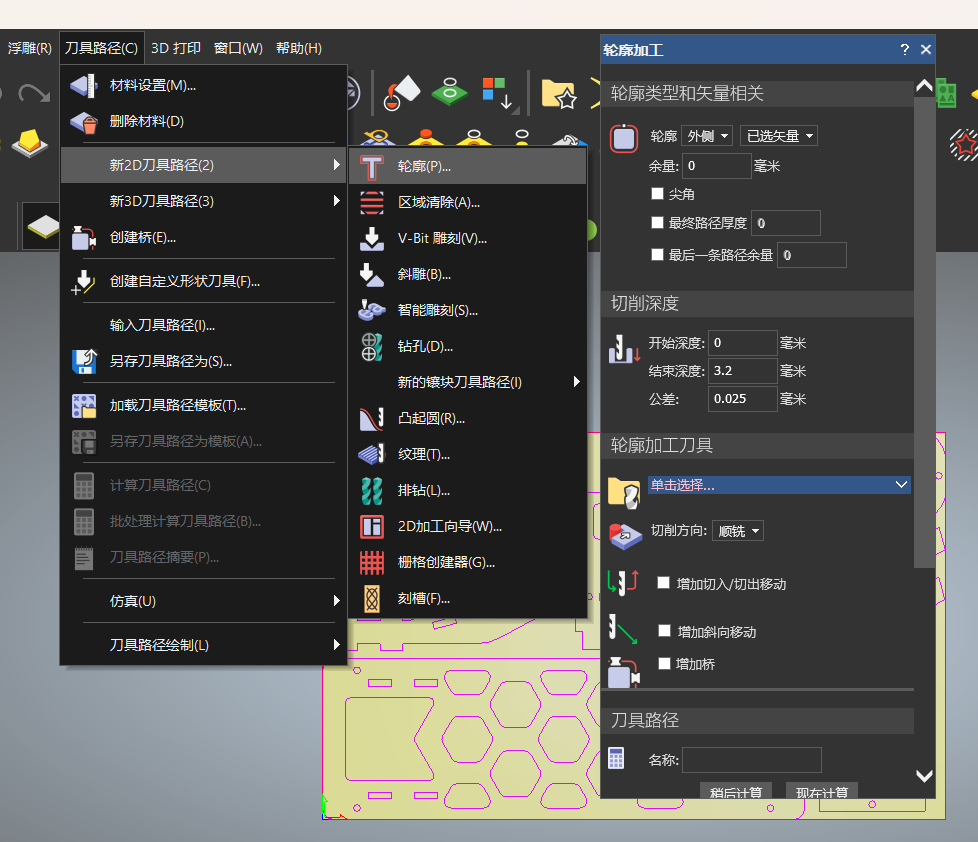 浮雕(R) 刀具路径(C) 3D 打印 窗口(W) 帮助(H)
材料设置(M)...
删除材料(D)
新2D刀具路径(2)
新3D刀具路径(3)
创建桥(E)...
创建自定义形状刀具(F)...
输入刀具路径(I)...
另存刀具路径为(S)...
加载刀具路径模板(T)...
另存刀具路径为模板(A)...
计算刀具路径(C)
批处理计算刀具路径(B)...
刀具路径摘要(P)...
仿真(U)
刀具路径绘制(L)
轮廓(P)...
区域清除(A)...
V-Bit 雕刻(V)...
斜雕(B)...
智能雕刻(S)...
钻孔(D)...
新的镶块刀具路径(I)
凸起圆(R)...
纹理(T)...
排钻(L)...
2D加工向导(W)...
栅格创建器(G)...
刻槽(F)...
轮廓加工 ? ✕
轮廓类型和矢量相关
轮廓 外侧 已选矢量
余量: 0 毫米
尖角
最终路径厚度 0
最后一条路径余量 0
切削深度
开始深度: 0 毫米
结束深度: 3.2 毫米
公差: 0.025 毫米
轮廓加工刀具
单击选择...
切削方向: 顺铣
增加切入/切出移动
增加斜向移动
增加桥
刀具路径
名称:
稍后计算 现在计算